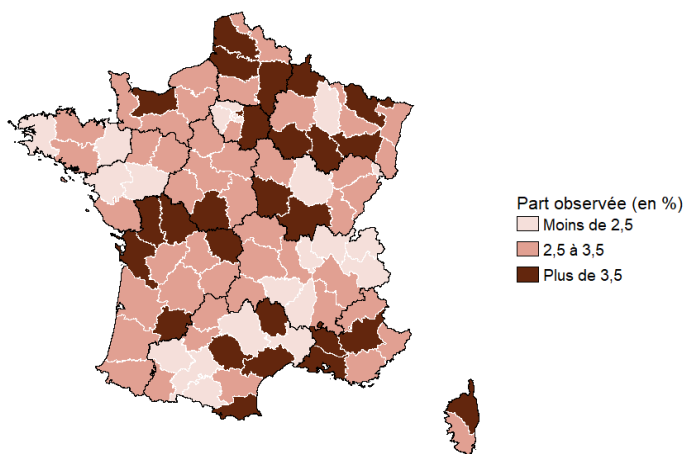 Part observée (en %)
Moins de 2,5
2,5 à 3,5
Plus de 3,5